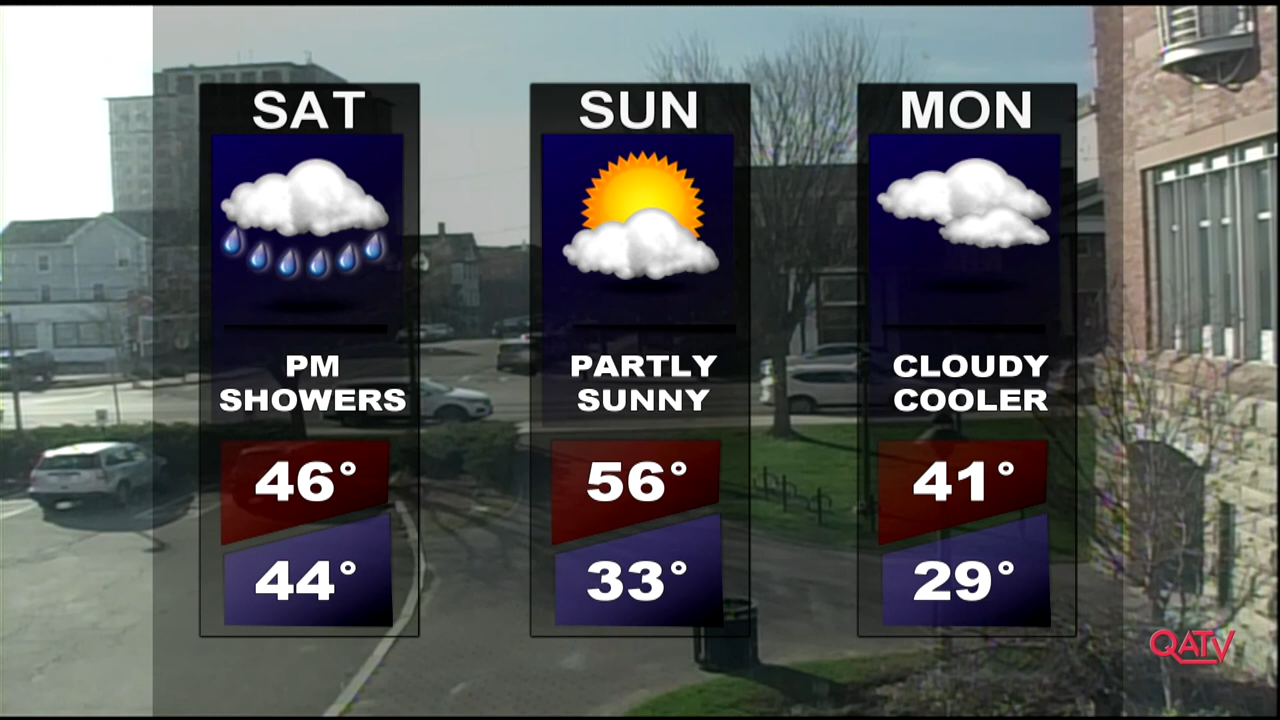 SAT
PM
SHOWERS
46°
44°
SUN
PARTLY
SUNNY
56°
33°
MON
CLOUDY
COOLER
41°
29°
QATV